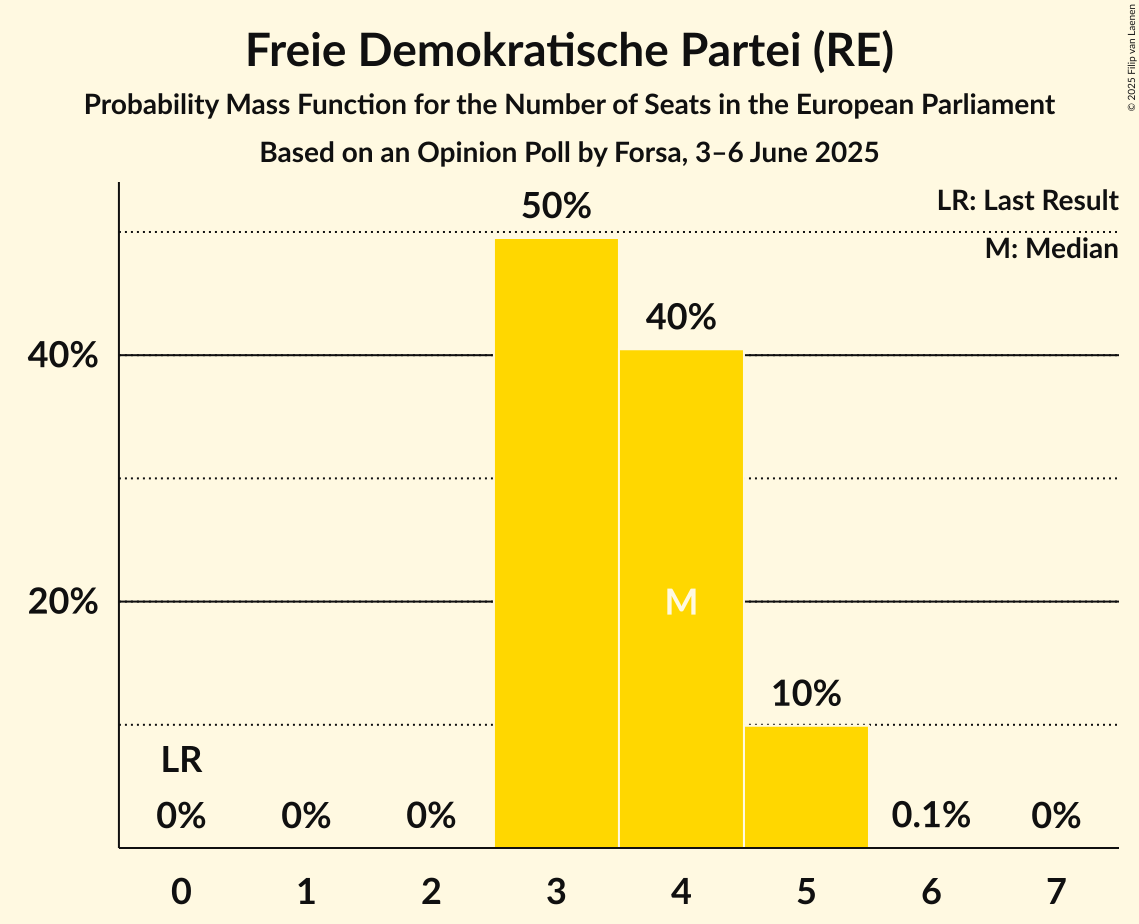 Freie Demokratische Partei (RE)
Probability Mass Function for the Number of Seats in the European Parliament
Based on an Opinion Poll by Forsa, 3–6 June 2025
© 2025 Filip van Laenen
LR: Last Result
M: Median
50%
40%
40%
20%
M
10%
LR
0%
0%
0%
0.1%
0%
0 1 2 3 4 5 6 7